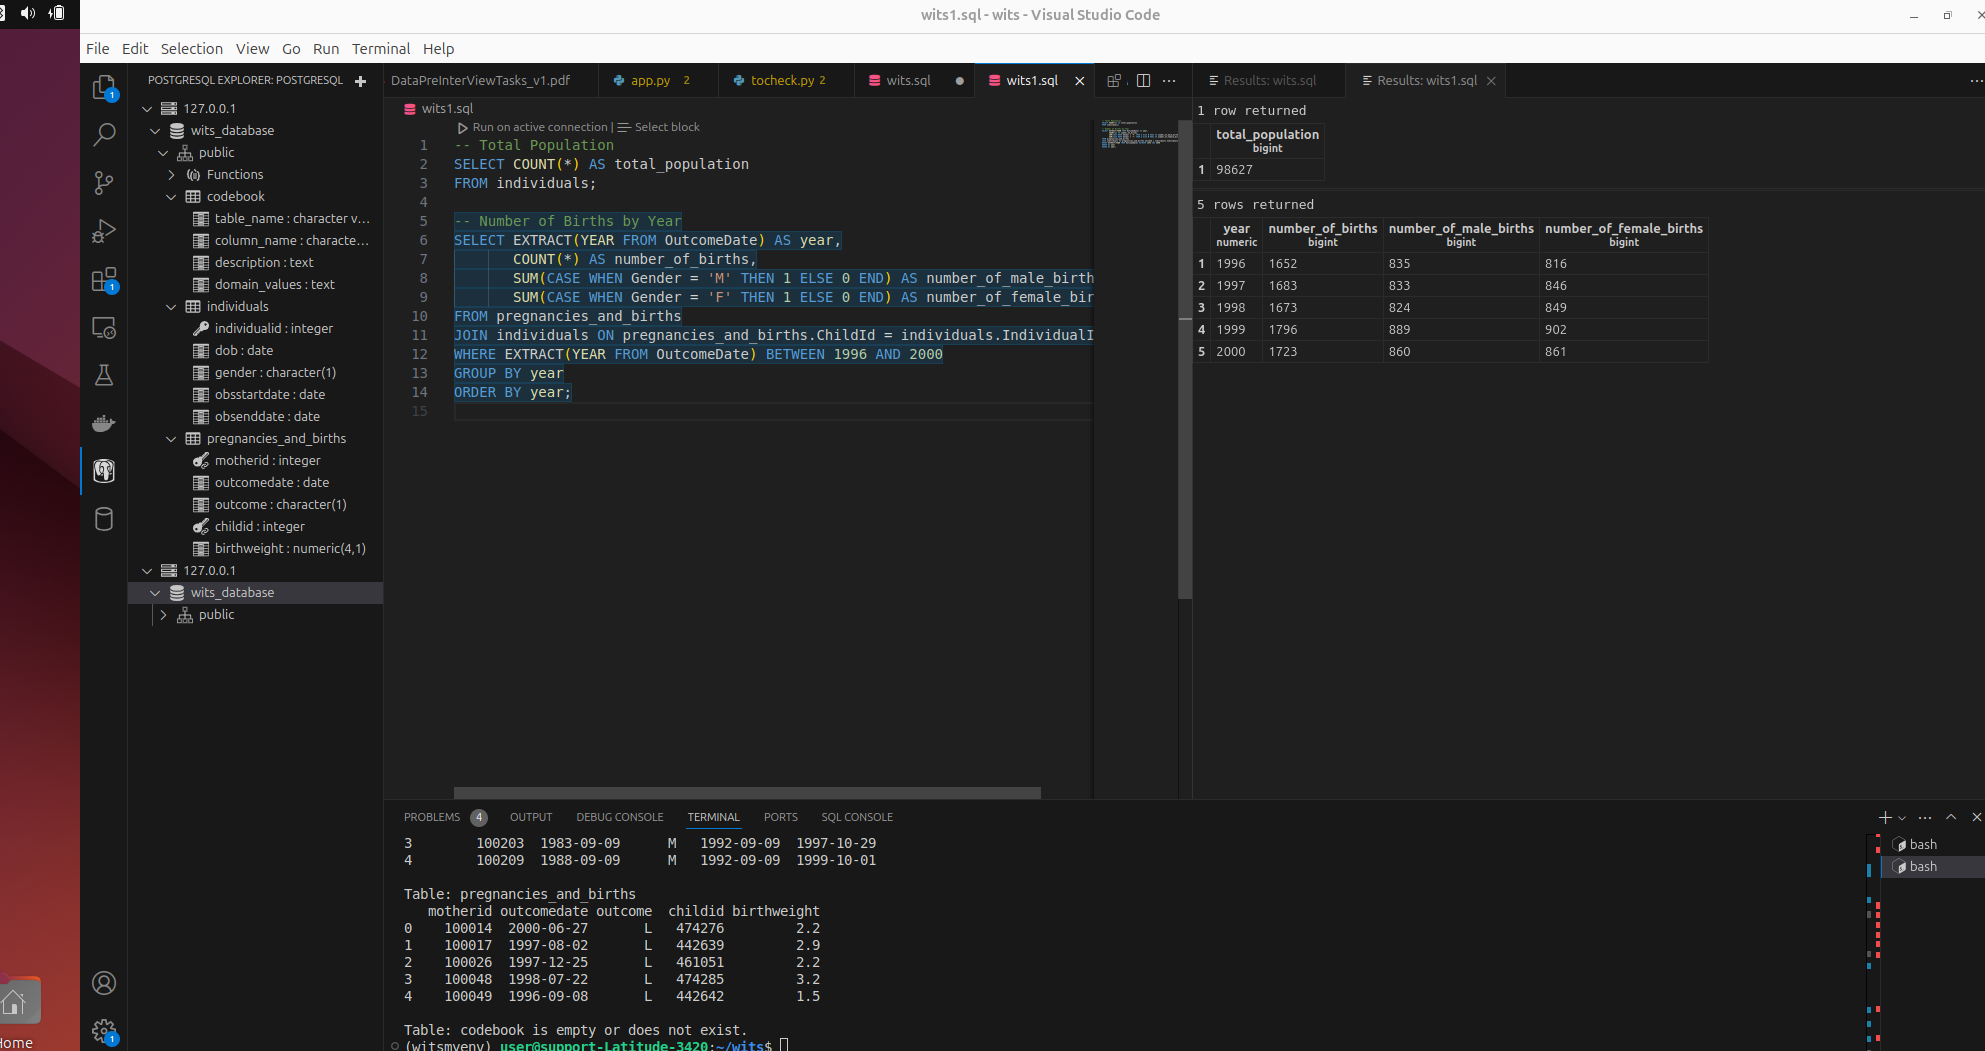 wits1.sql - wits - Visual Studio Code
File Edit Selection View Go Run Terminal Help
POSTGRESQL EXPLORER: POSTGRESQL
127.0.0.1
wits_database
public
Functions
codebook
table_name : character v...
column_name : characte...
description : text
domain_values : text
individuals
individualid : integer
dob : date
gender : character(1)
obsstartdate : date
obsenddate : date
pregnancies_and_births
motherid : integer
outcomedate : date
outcome : character(1)
childid : integer
birthweight : numeric(4,1)
127.0.0.1
wits_database
public
1
1
1
Home
DataPreInterViewTasks_v1.pdf app.py 2 tocheck.py 2 wits.sql wits1.sql
wits1.sql
Run on active connection | Select block
1 -- Total Population
2 SELECT COUNT(*) AS total_population
3 FROM individuals;
4
5 -- Number of Births by Year
6 SELECT EXTRACT(YEAR FROM OutcomeDate) AS year,
7 COUNT(*) AS number_of_births,
8 SUM(CASE WHEN Gender = 'M' THEN 1 ELSE 0 END) AS number_of_male_birth
9 SUM(CASE WHEN Gender = 'F' THEN 1 ELSE 0 END) AS number_of_female_bir
10 FROM pregnancies_and_births
11 JOIN individuals ON pregnancies_and_births.ChildId = individuals.IndividualI
12 WHERE EXTRACT(YEAR FROM OutcomeDate) BETWEEN 1996 AND 2000
13 GROUP BY year
14 ORDER BY year;
15
Results: wits.sql Results: wits1.sql
1 row returned
total_population
bigint
1 98627
5 rows returned
year number_of_births number_of_male_births number_of_female_births
numeric bigint bigint bigint
1 1996 1652 835 816
2 1997 1683 833 846
3 1998 1673 824 849
4 1999 1796 889 902
5 2000 1723 860 861
PROBLEMS 4 OUTPUT DEBUG CONSOLE TERMINAL PORTS SQL CONSOLE
3 100203 1983-09-09 M 1992-09-09 1997-10-29
4 100209 1988-09-09 M 1992-09-09 1999-10-01
Table: pregnancies_and_births
motherid outcomedate outcome childid birthweight
0 100014 2000-06-27 L 474276 2.2
1 100017 1997-08-02 L 442639 2.9
2 100026 1997-12-25 L 461051 2.2
3 100048 1998-07-22 L 474285 3.2
4 100049 1996-09-08 L 442642 1.5
Table: codebook is empty or does not exist.
(witsmyenv) user@support-Latitude-3420:~/wits$
bash
bash